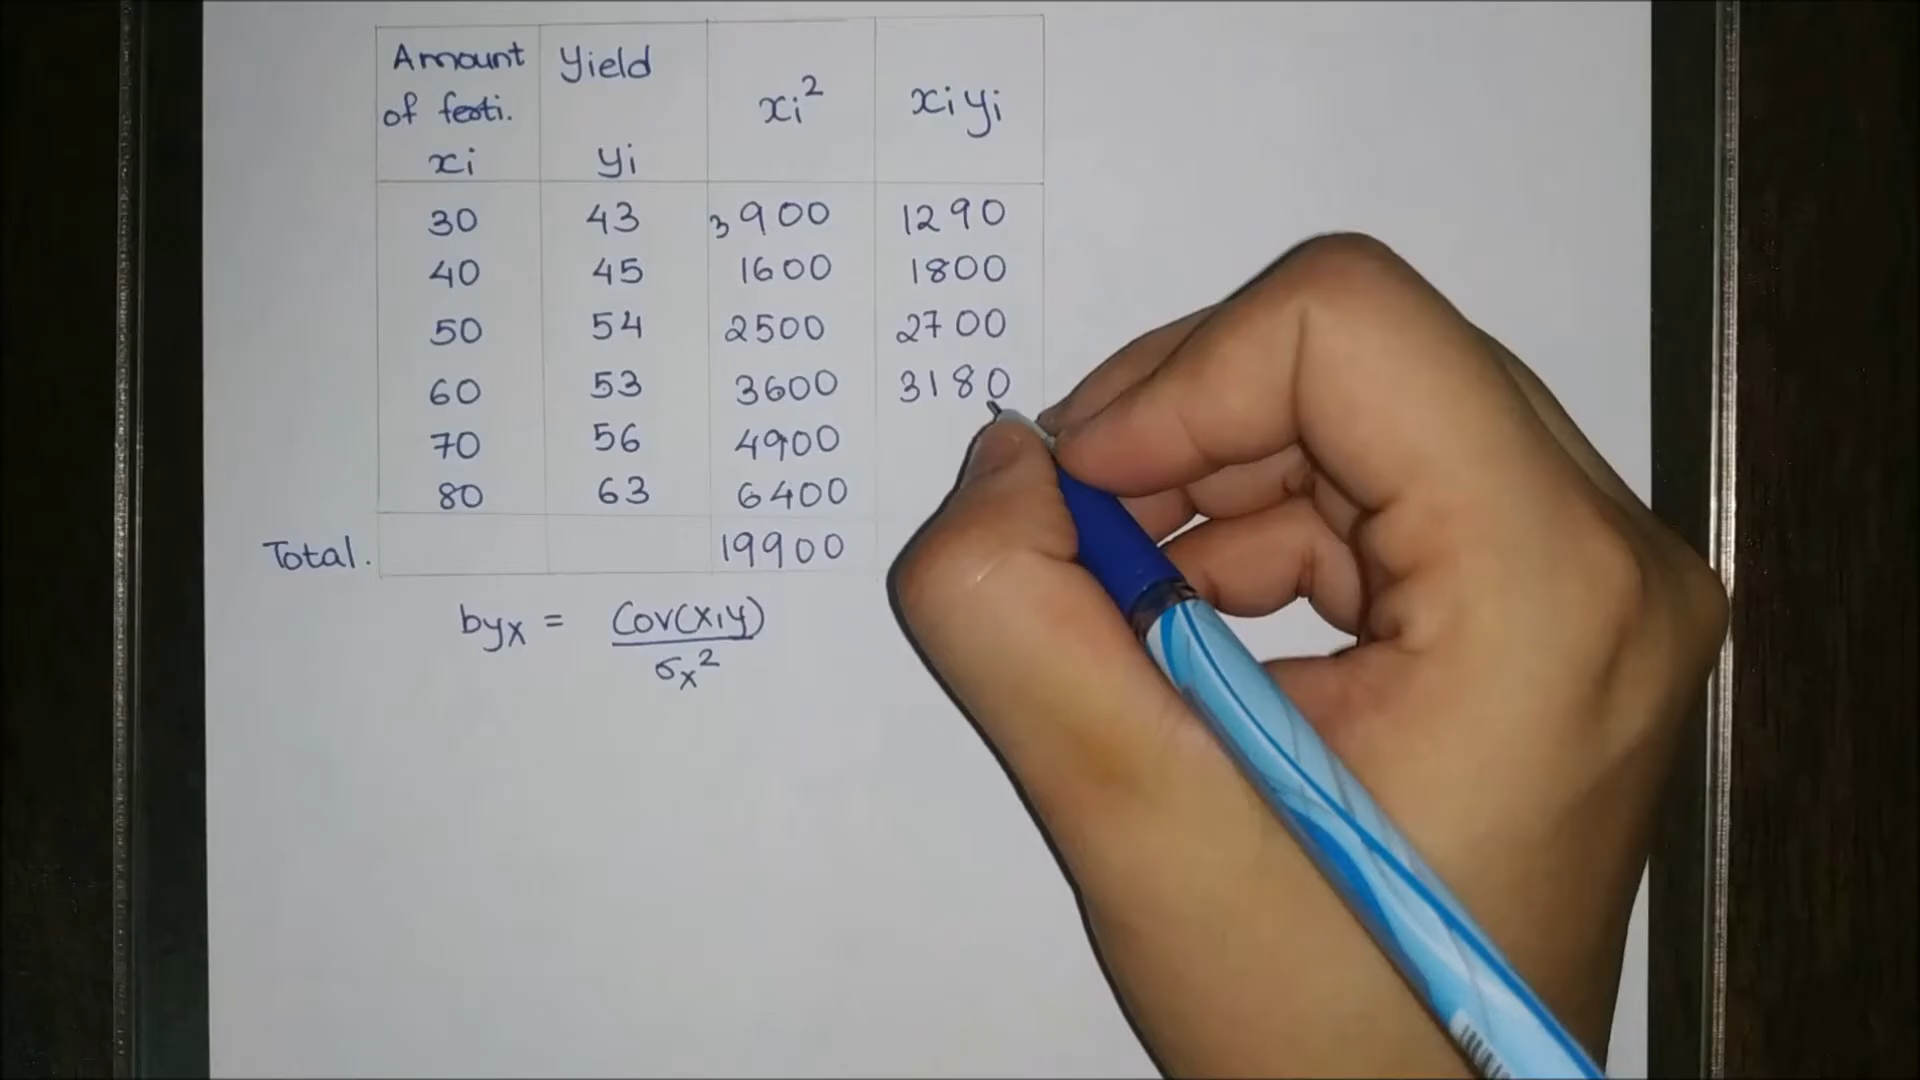 Amount Yield
of ferti. xi² xiyi
xi yi
30 43 3900 1290
40 45 1600 1800
50 54 2500 2700
60 53 3600 3180
70 56 4900
80 63 6400
Total. 19900
byx = Cov(x,y)
σx²